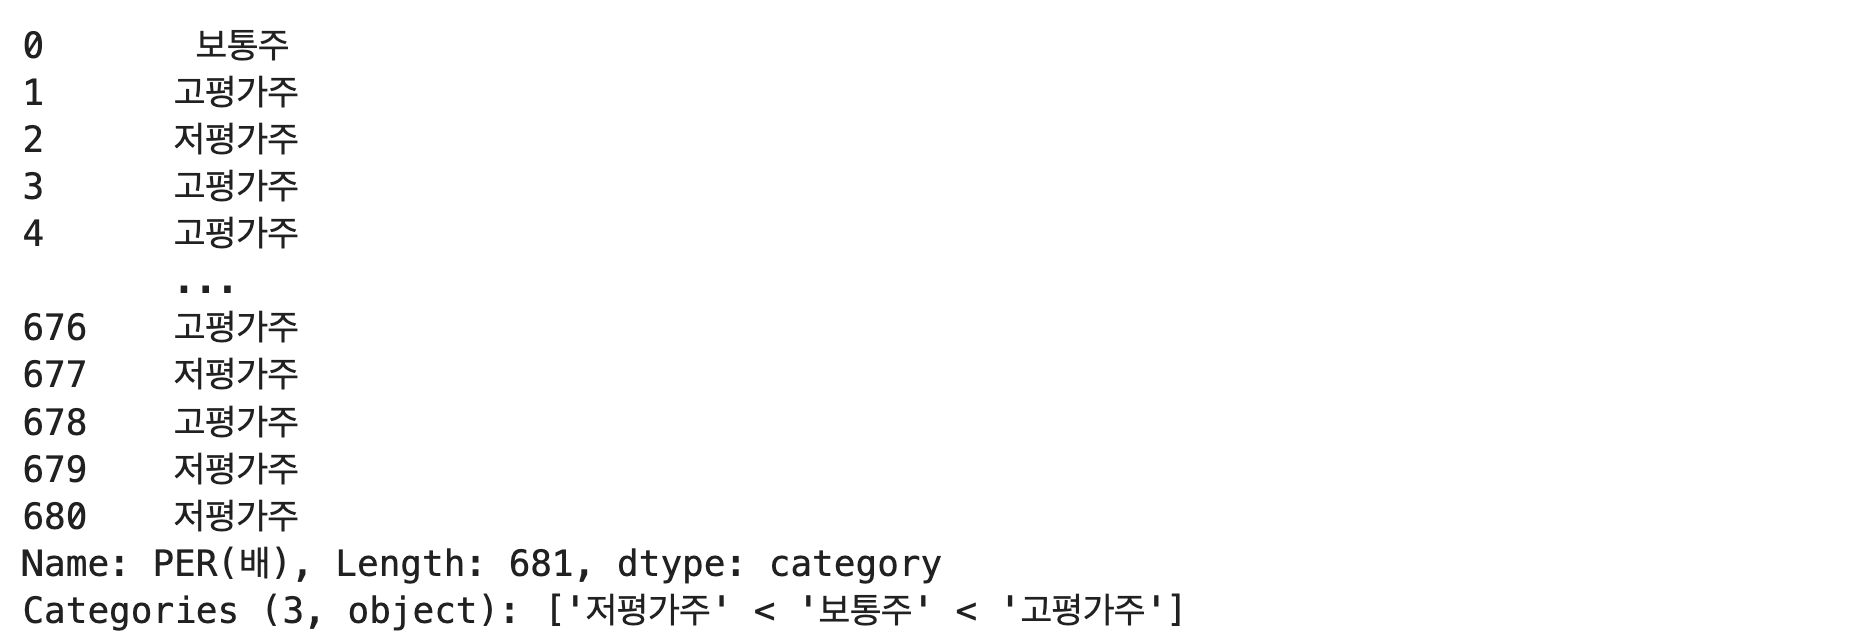 0       보통주
1      고평가주
2      저평가주
3      고평가주
4      고평가주
       ...
676    고평가주
677    저평가주
678    고평가주
679    저평가주
680    저평가주
Name: PER(배), Length: 681, dtype: category
Categories (3, object): ['저평가주' < '보통주' < '고평가주']